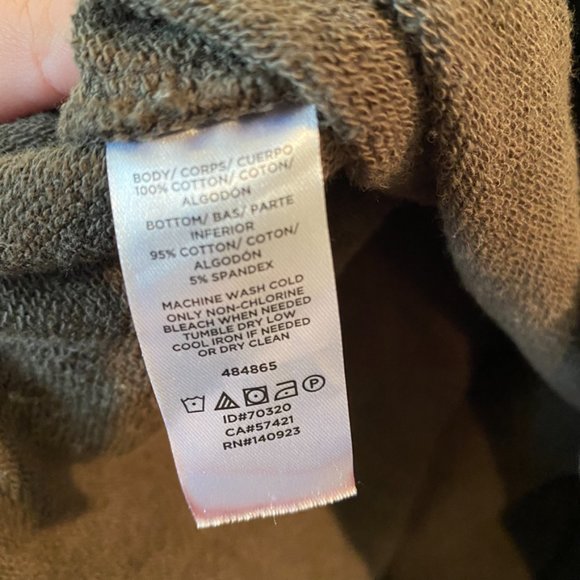 BODY/ CORPS/ CUERPO
100% COTTON/ COTON/
ALGODÓN
BOTTOM/ BAS/ PARTE
INFERIOR
95% COTTON/ COTON/
ALGODÓN
5% SPANDEX
MACHINE WASH COLD
ONLY NON-CHLORINE
BLEACH WHEN NEEDED
TUMBLE DRY LOW
COOL IRON IF NEEDED
OR DRY CLEAN
484865
P
ID#70320
CA#57421
RN#140923